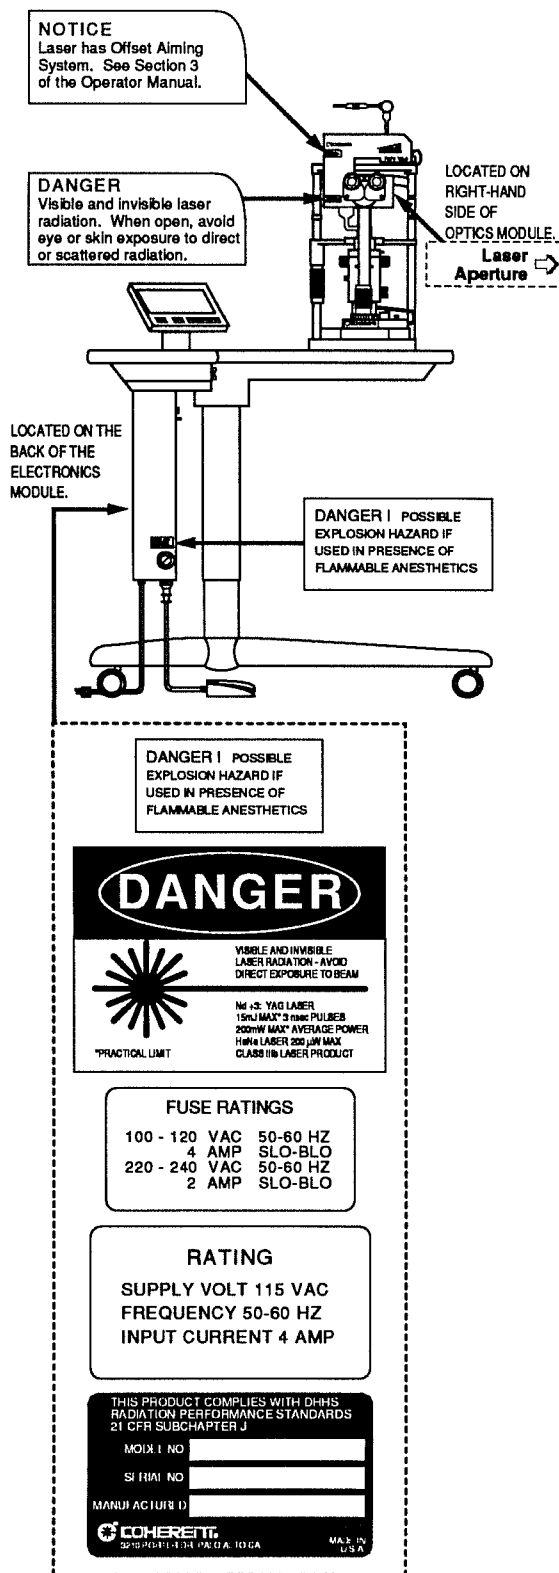 NOTICE
Laser has Offset Aiming
System. See Section 3
of the Operator Manual.
DANGER
Visible and invisible laser
radiation. When open, avoid
eye or skin exposure to direct
or scattered radiation.
LOCATED ON
RIGHT-HAND
SIDE OF
OPTICS MODULE.
Laser
Aperture
LOCATED ON THE
BACK OF THE
ELECTRONICS
MODULE.
DANGER ! POSSIBLE
EXPLOSION HAZARD IF
USED IN PRESENCE OF
FLAMMABLE ANESTHETICS
DANGER ! POSSIBLE
EXPLOSION HAZARD IF
USED IN PRESENCE OF
FLAMMABLE ANESTHETICS
DANGER
VISIBLE AND INVISIBLE
LASER RADIATION - AVOID
DIRECT EXPOSURE TO BEAM
Nd +3: YAG LASER
15mJ MAX* 3 nsec PULSES
200mW MAX* AVERAGE POWER
HeNe LASER 200 µW MAX
CLASS IIIb LASER PRODUCT
*PRACTICAL LIMIT
FUSE RATINGS
100 - 120 VAC 50-60 HZ
4 AMP SLO-BLO
220 - 240 VAC 50-60 HZ
2 AMP SLO-BLO
RATING
SUPPLY VOLT 115 VAC
FREQUENCY 50-60 HZ
INPUT CURRENT 4 AMP
THIS PRODUCT COMPLIES WITH DHHS
RADIATION PERFORMANCE STANDARDS
21 CFR SUBCHAPTER J
MODEL NO
SERIAL NO
MANUFACTURED
COHERENT.
3210 PORTER DR. PALO ALTO CA.
MADE IN
U.S.A.